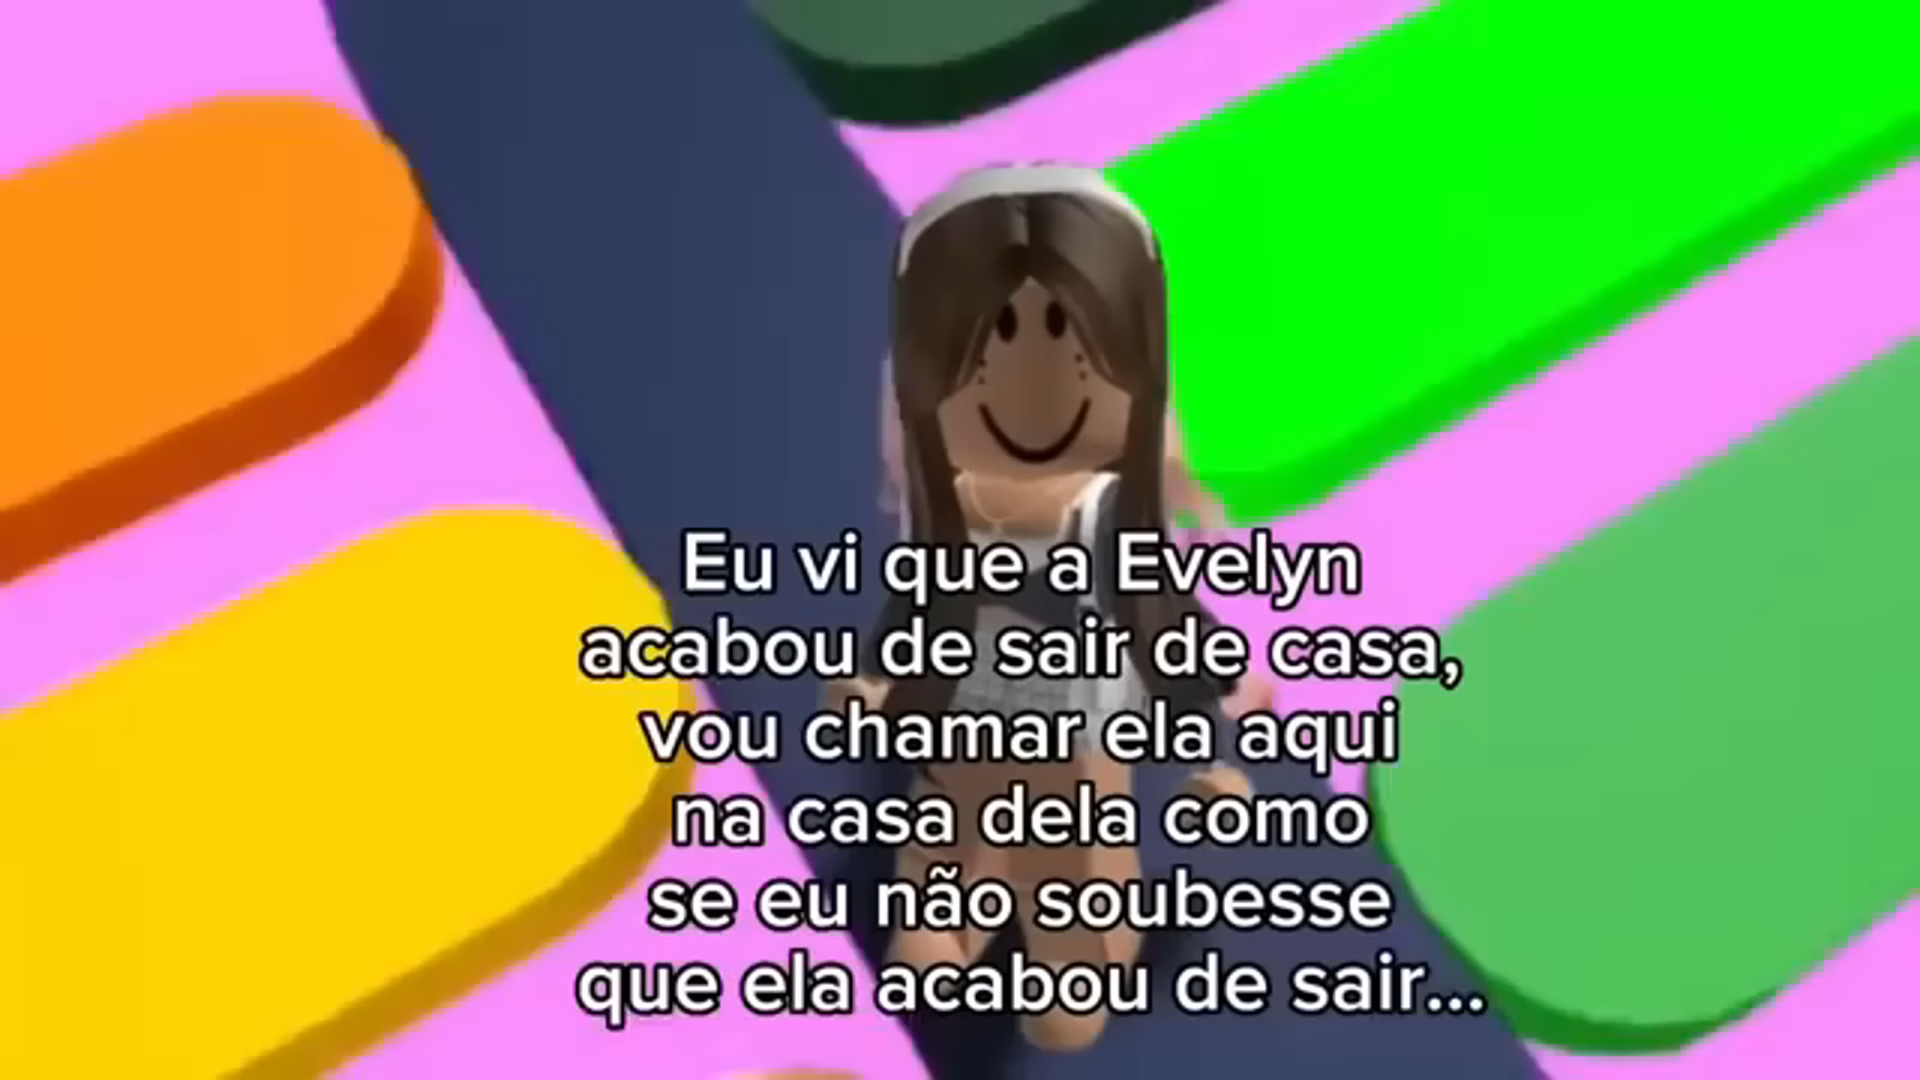 Eu vi que a Evelyn
acabou de sair de casa,
vou chamar ela aqui
na casa dela como
se eu não soubesse
que ela acabou de sair...